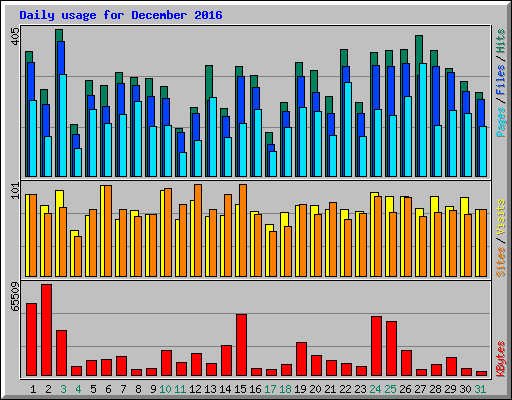 Daily usage for December 2016
405
Pages / Files / Hits
101
Sites / Visits
65509
KBytes
1 2 3 4 5 6 7 8 9 10 11 12 13 14 15 16 17 18 19 20 21 22 23 24 25 26 27 28 29 30 31